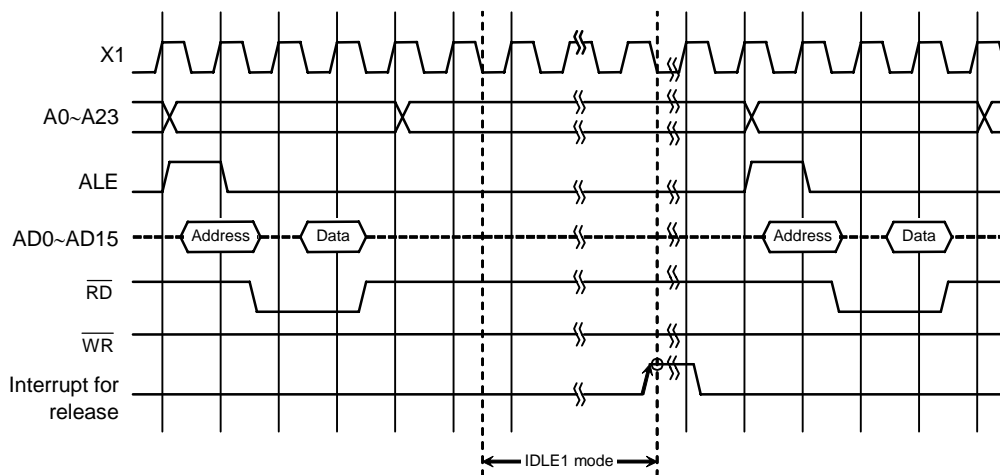 X1
A0~A23
ALE
AD0~AD15
Address
Data
Address
Data
RD
WR
Interrupt for
release
IDLE1 mode